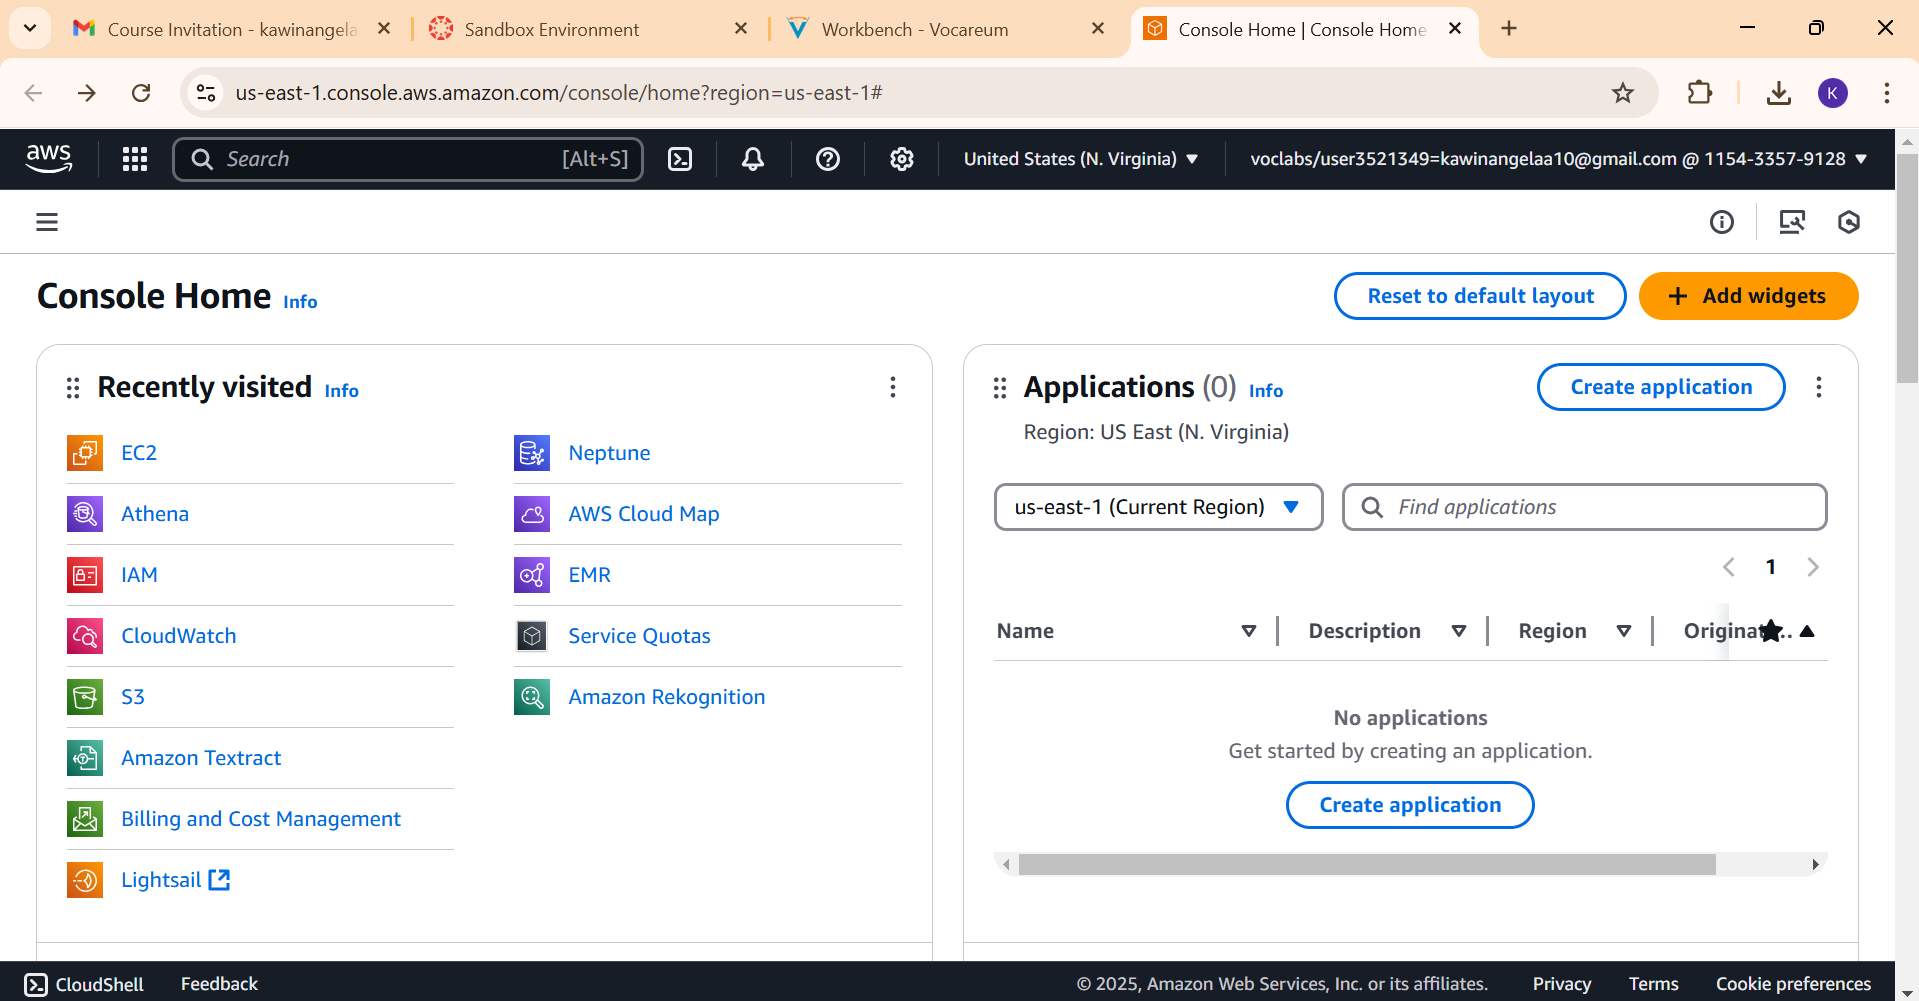 Course Invitation - kawinangela
Sandbox Environment
Workbench - Vocareum
Console Home | Console Home
us-east-1.console.aws.amazon.com/console/home?region=us-east-1#
K
aws
Search [Alt+S]
United States (N. Virginia)
voclabs/user3521349=kawinangelaa10@gmail.com @ 1154-3357-9128
Console Home Info
Reset to default layout
+ Add widgets
Recently visited Info
EC2
Athena
IAM
CloudWatch
S3
Amazon Textract
Billing and Cost Management
Lightsail
Neptune
AWS Cloud Map
EMR
Service Quotas
Amazon Rekognition
Applications (0) Info
Create application
Region: US East (N. Virginia)
us-east-1 (Current Region)
Find applications
1
Name Description Region Originat...
No applications
Get started by creating an application.
Create application
CloudShell Feedback © 2025, Amazon Web Services, Inc. or its affiliates. Privacy Terms Cookie preferences